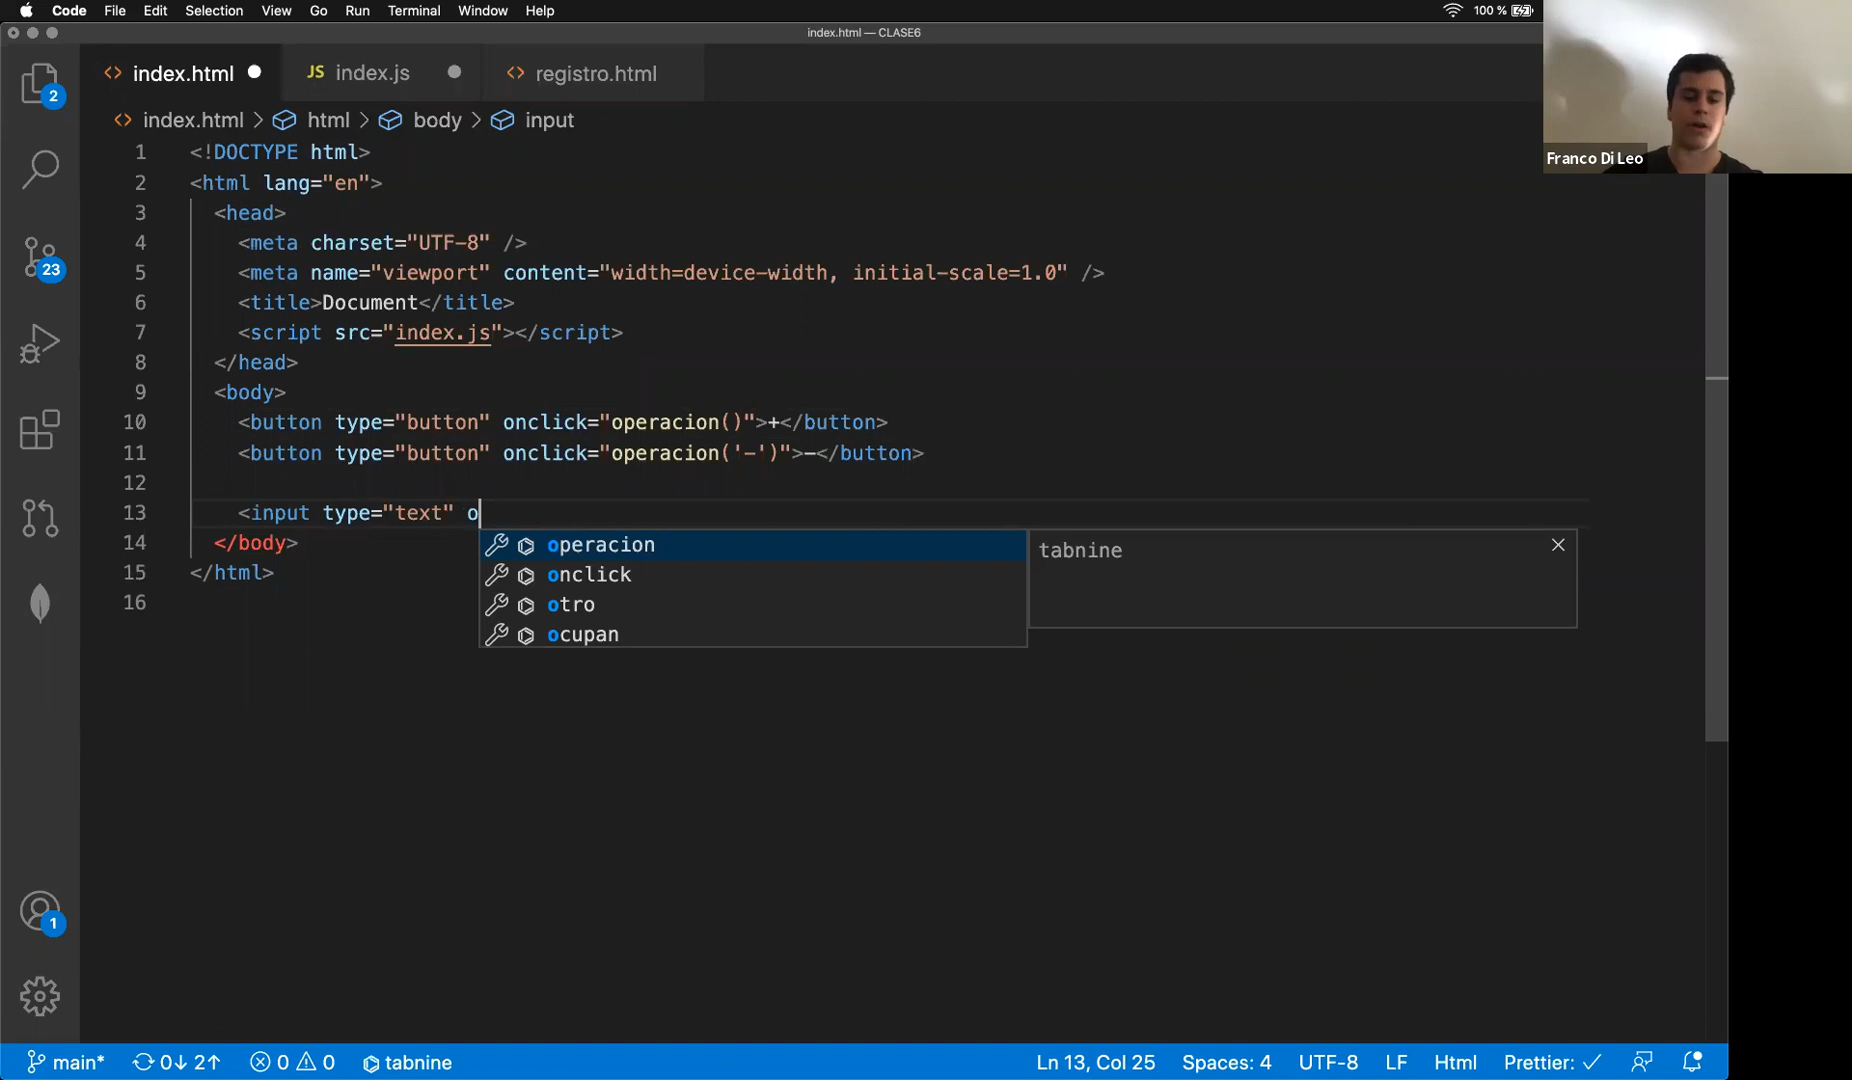 Code File Edit Selection View Go Run Terminal Window Help 100 %
index.html — CLASE6
index.html JS index.js registro.html
index.html > html > body > input
Franco Di Leo
2
23
1
1 <!DOCTYPE html>
2 <html lang="en">
3 <head>
4 <meta charset="UTF-8" />
5 <meta name="viewport" content="width=device-width, initial-scale=1.0" />
6 <title>Document</title>
7 <script src="index.js"></script>
8 </head>
9 <body>
10 <button type="button" onclick="operacion()">+</button>
11 <button type="button" onclick="operacion('-')">-</button>
12
13 <input type="text" o
14 </body>
15 </html>
16
operacion
onclick
otro
ocupan
tabnine
main* 0↓ 2↑ 0 0 tabnine Ln 13, Col 25 Spaces: 4 UTF-8 LF Html Prettier: ✓